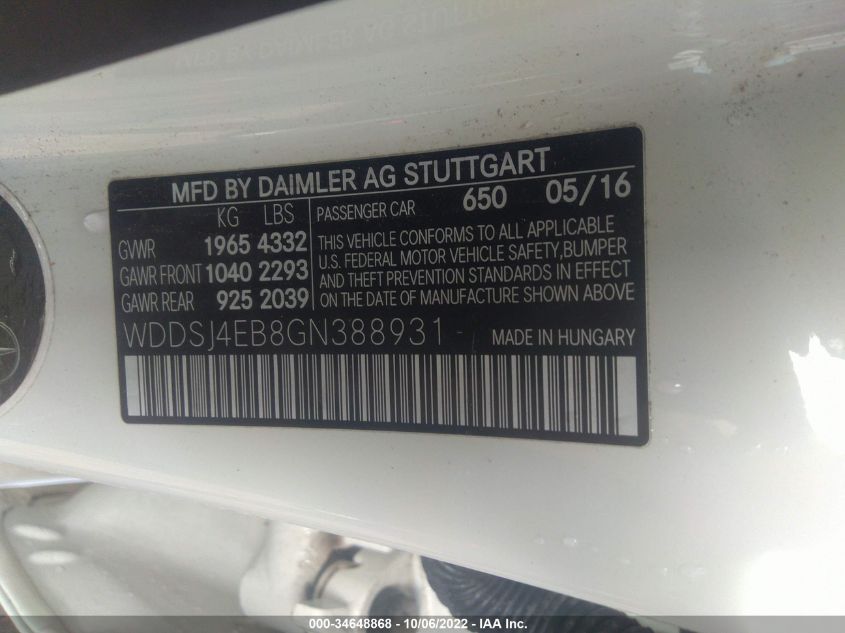 MFD BY DAIMLER AG STUTTGART
KG LBS
PASSENGER CAR 650 05/16
GVWR 1965 4332
GAWR FRONT 1040 2293
GAWR REAR 925 2039
THIS VEHICLE CONFORMS TO ALL APPLICABLE
U.S. FEDERAL MOTOR VEHICLE SAFETY, BUMPER
AND THEFT PREVENTION STANDARDS IN EFFECT
ON THE DATE OF MANUFACTURE SHOWN ABOVE
WDDSJ4EB8GN388931 - MADE IN HUNGARY
000-34648868 - 10/06/2022 - IAA Inc.